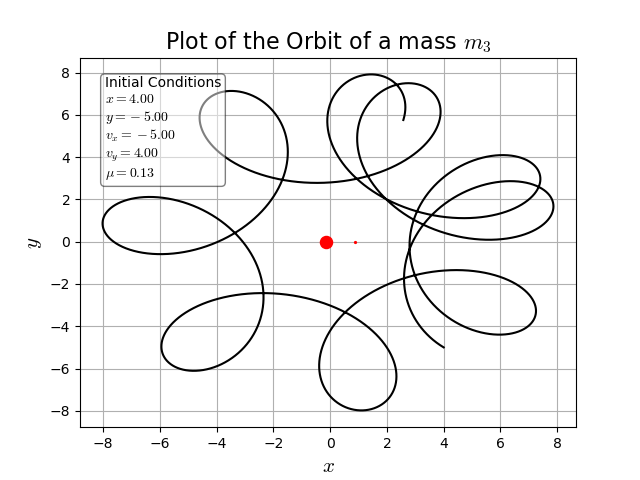 Plot of the Orbit of a mass m₃
Initial Conditions
x = 4.00
y = −5.00
vₓ = −5.00
v_y = 4.00
μ = 0.13
8
6
4
2
0
−2
−4
−6
−8
y
−8 −6 −4 −2 0 2 4 6 8
x